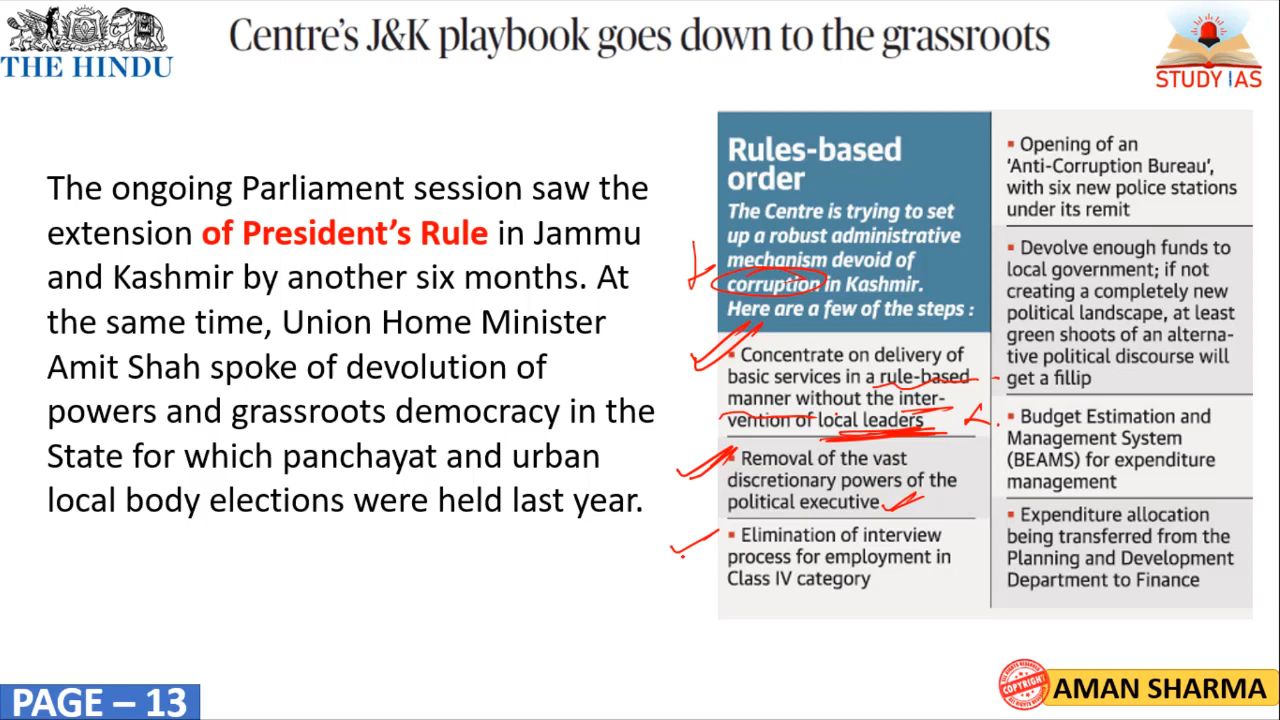 Centre's J&K playbook goes down to the grassroots
THE HINDU
STUDY IAS
The ongoing Parliament session saw the
extension of President's Rule in Jammu
and Kashmir by another six months. At
the same time, Union Home Minister
Amit Shah spoke of devolution of
powers and grassroots democracy in the
State for which panchayat and urban
local body elections were held last year.
Rules-based
order
The Centre is trying to set
up a robust administrative
mechanism devoid of
corruption in Kashmir.
Here are a few of the steps :
▪ Concentrate on delivery of
basic services in a rule-based
manner without the inter-
vention of local leaders
▪ Removal of the vast
discretionary powers of the
political executive
▪ Elimination of interview
process for employment in
Class IV category
▪ Opening of an
'Anti-Corruption Bureau',
with six new police stations
under its remit
▪ Devolve enough funds to
local government; if not
creating a completely new
political landscape, at least
green shoots of an alterna-
tive political discourse will
get a fillip
▪ Budget Estimation and
Management System
(BEAMS) for expenditure
management
▪ Expenditure allocation
being transferred from the
Planning and Development
Department to Finance
PAGE – 13
COPYRIGHT
AMAN SHARMA